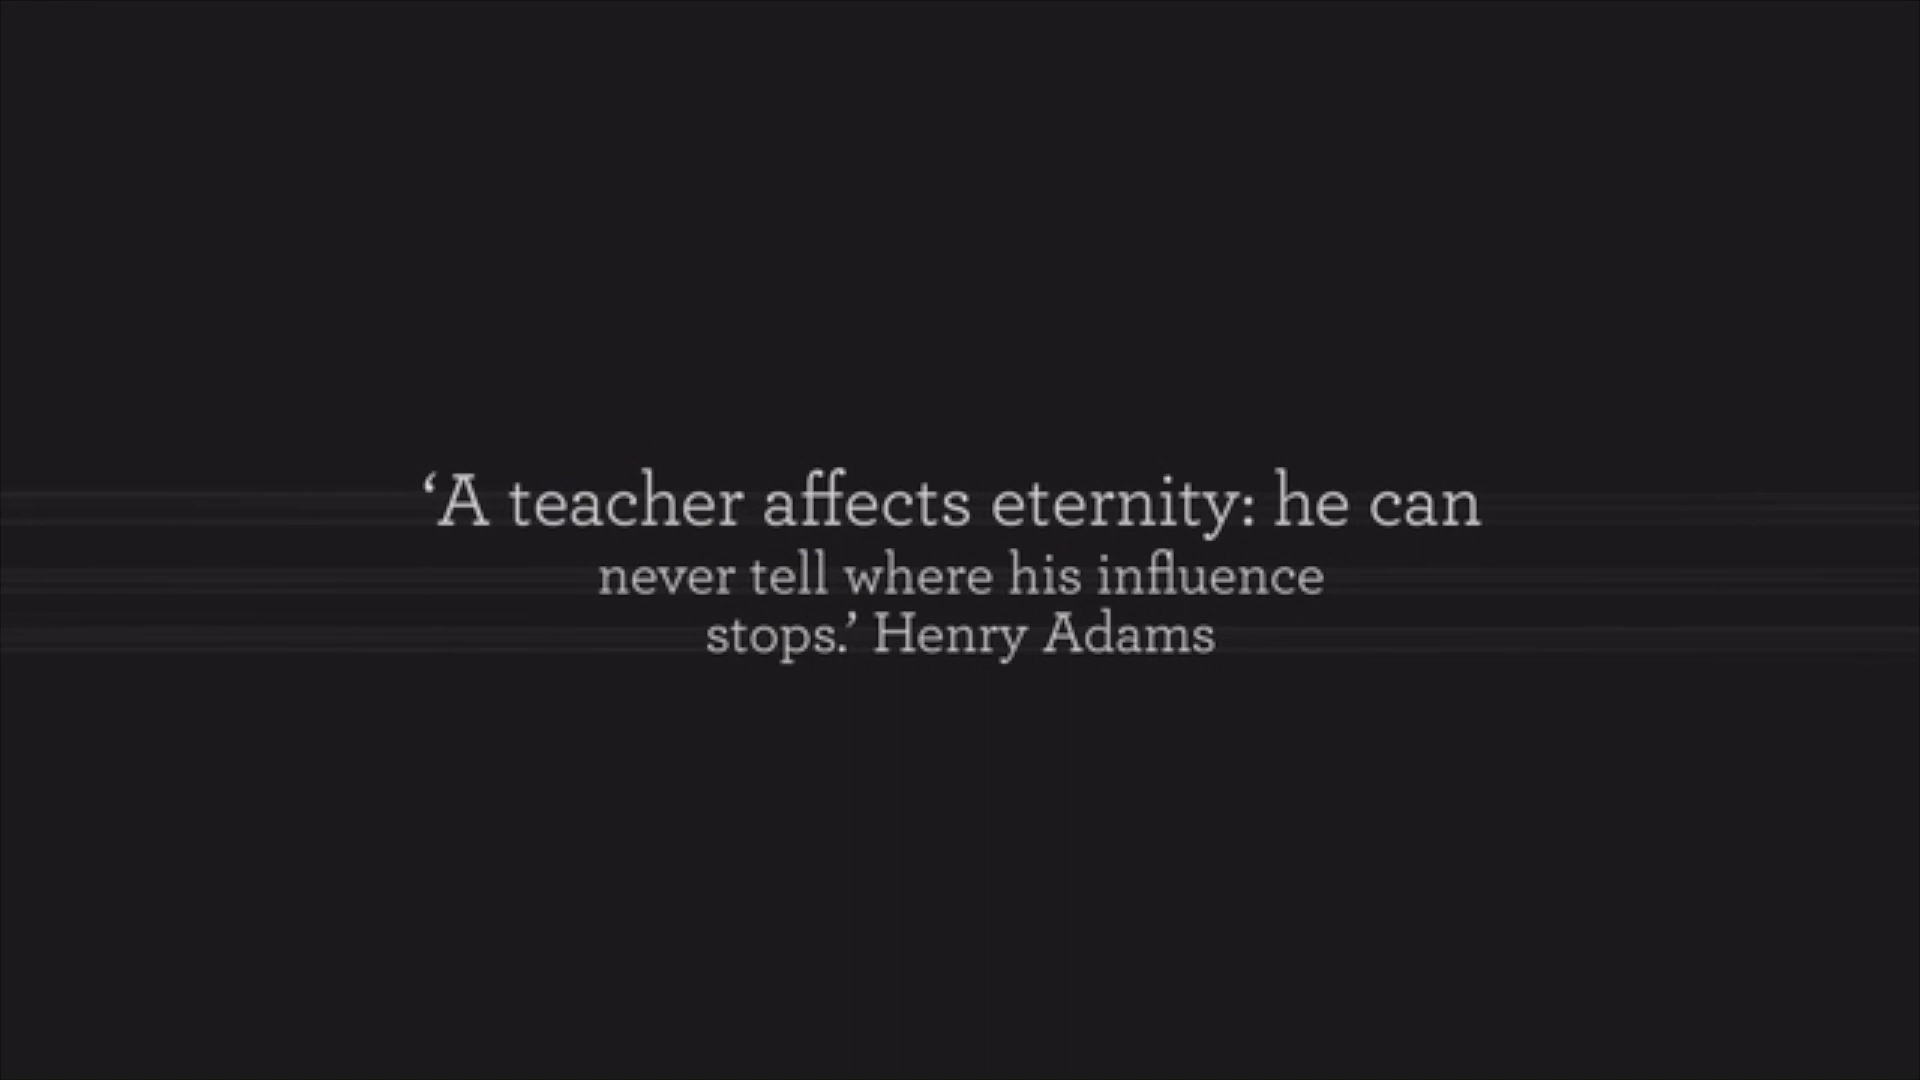 ‘A teacher affects eternity: he can
never tell where his influence
stops.’ Henry Adams